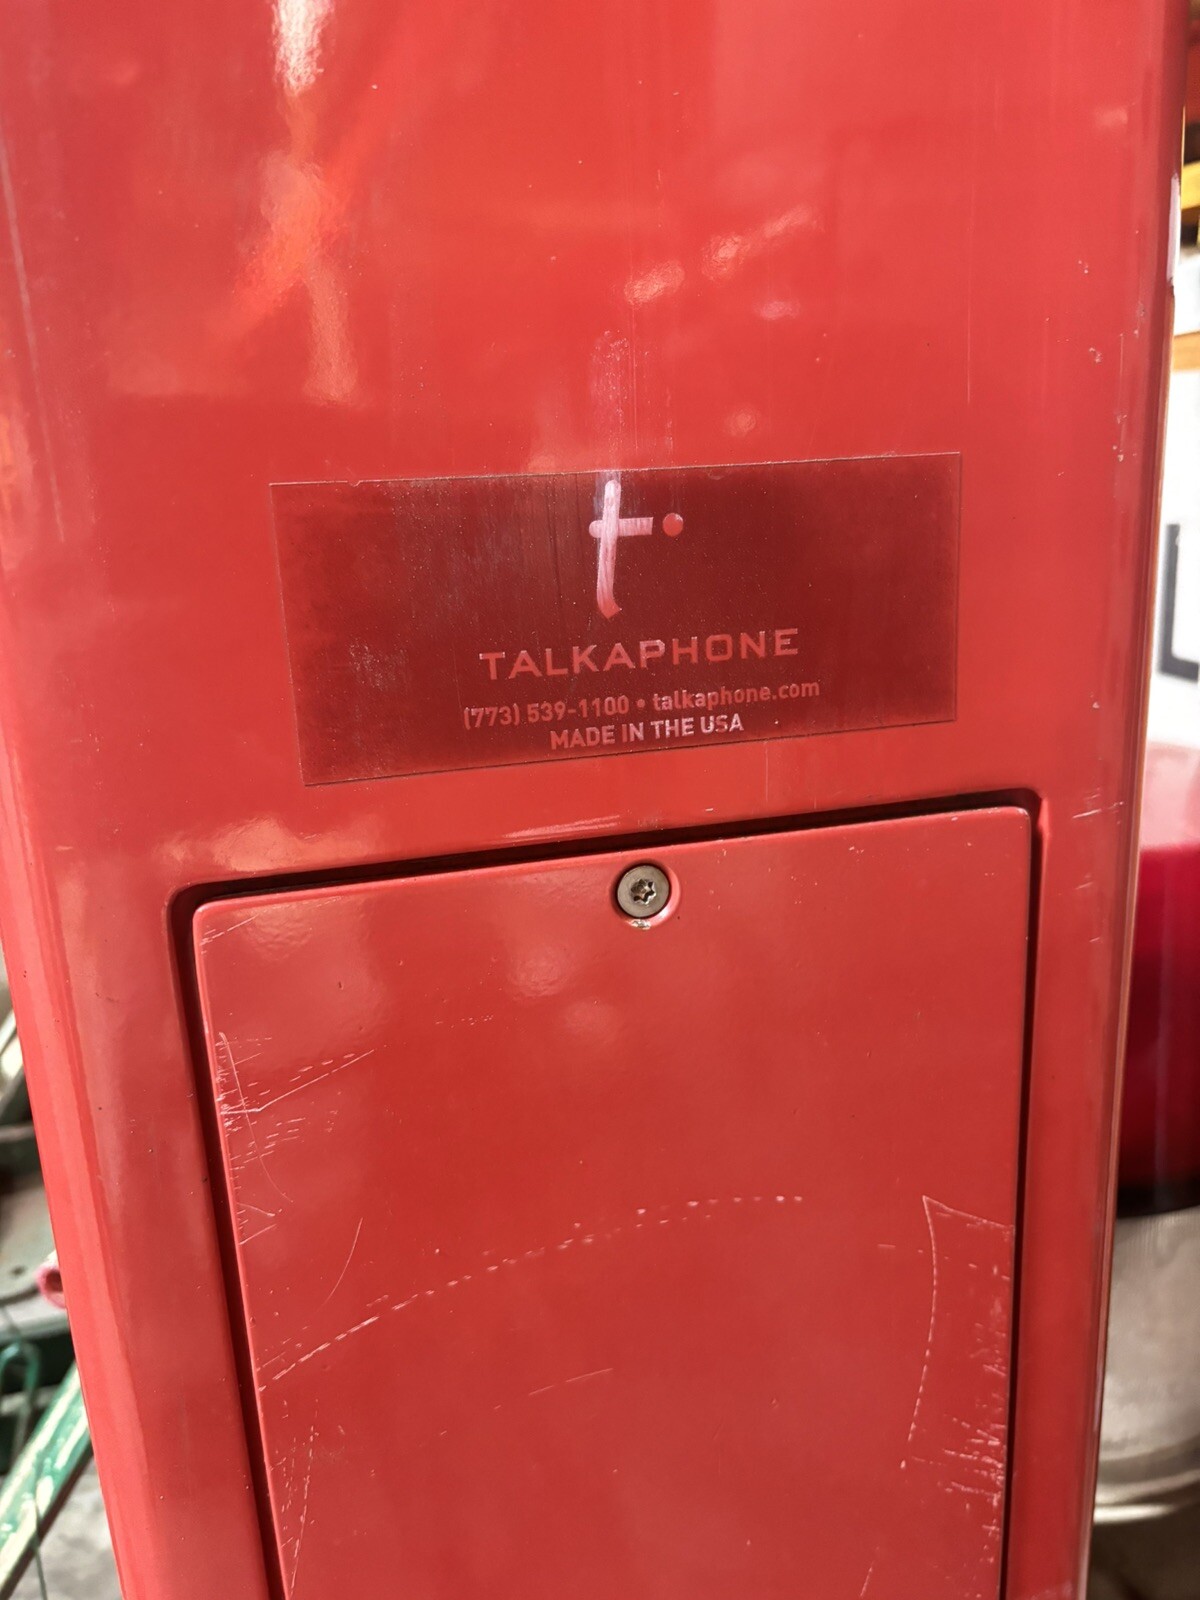 t
TALKAPHONE
(773) 539-1100 • talkaphone.com
MADE IN THE USA